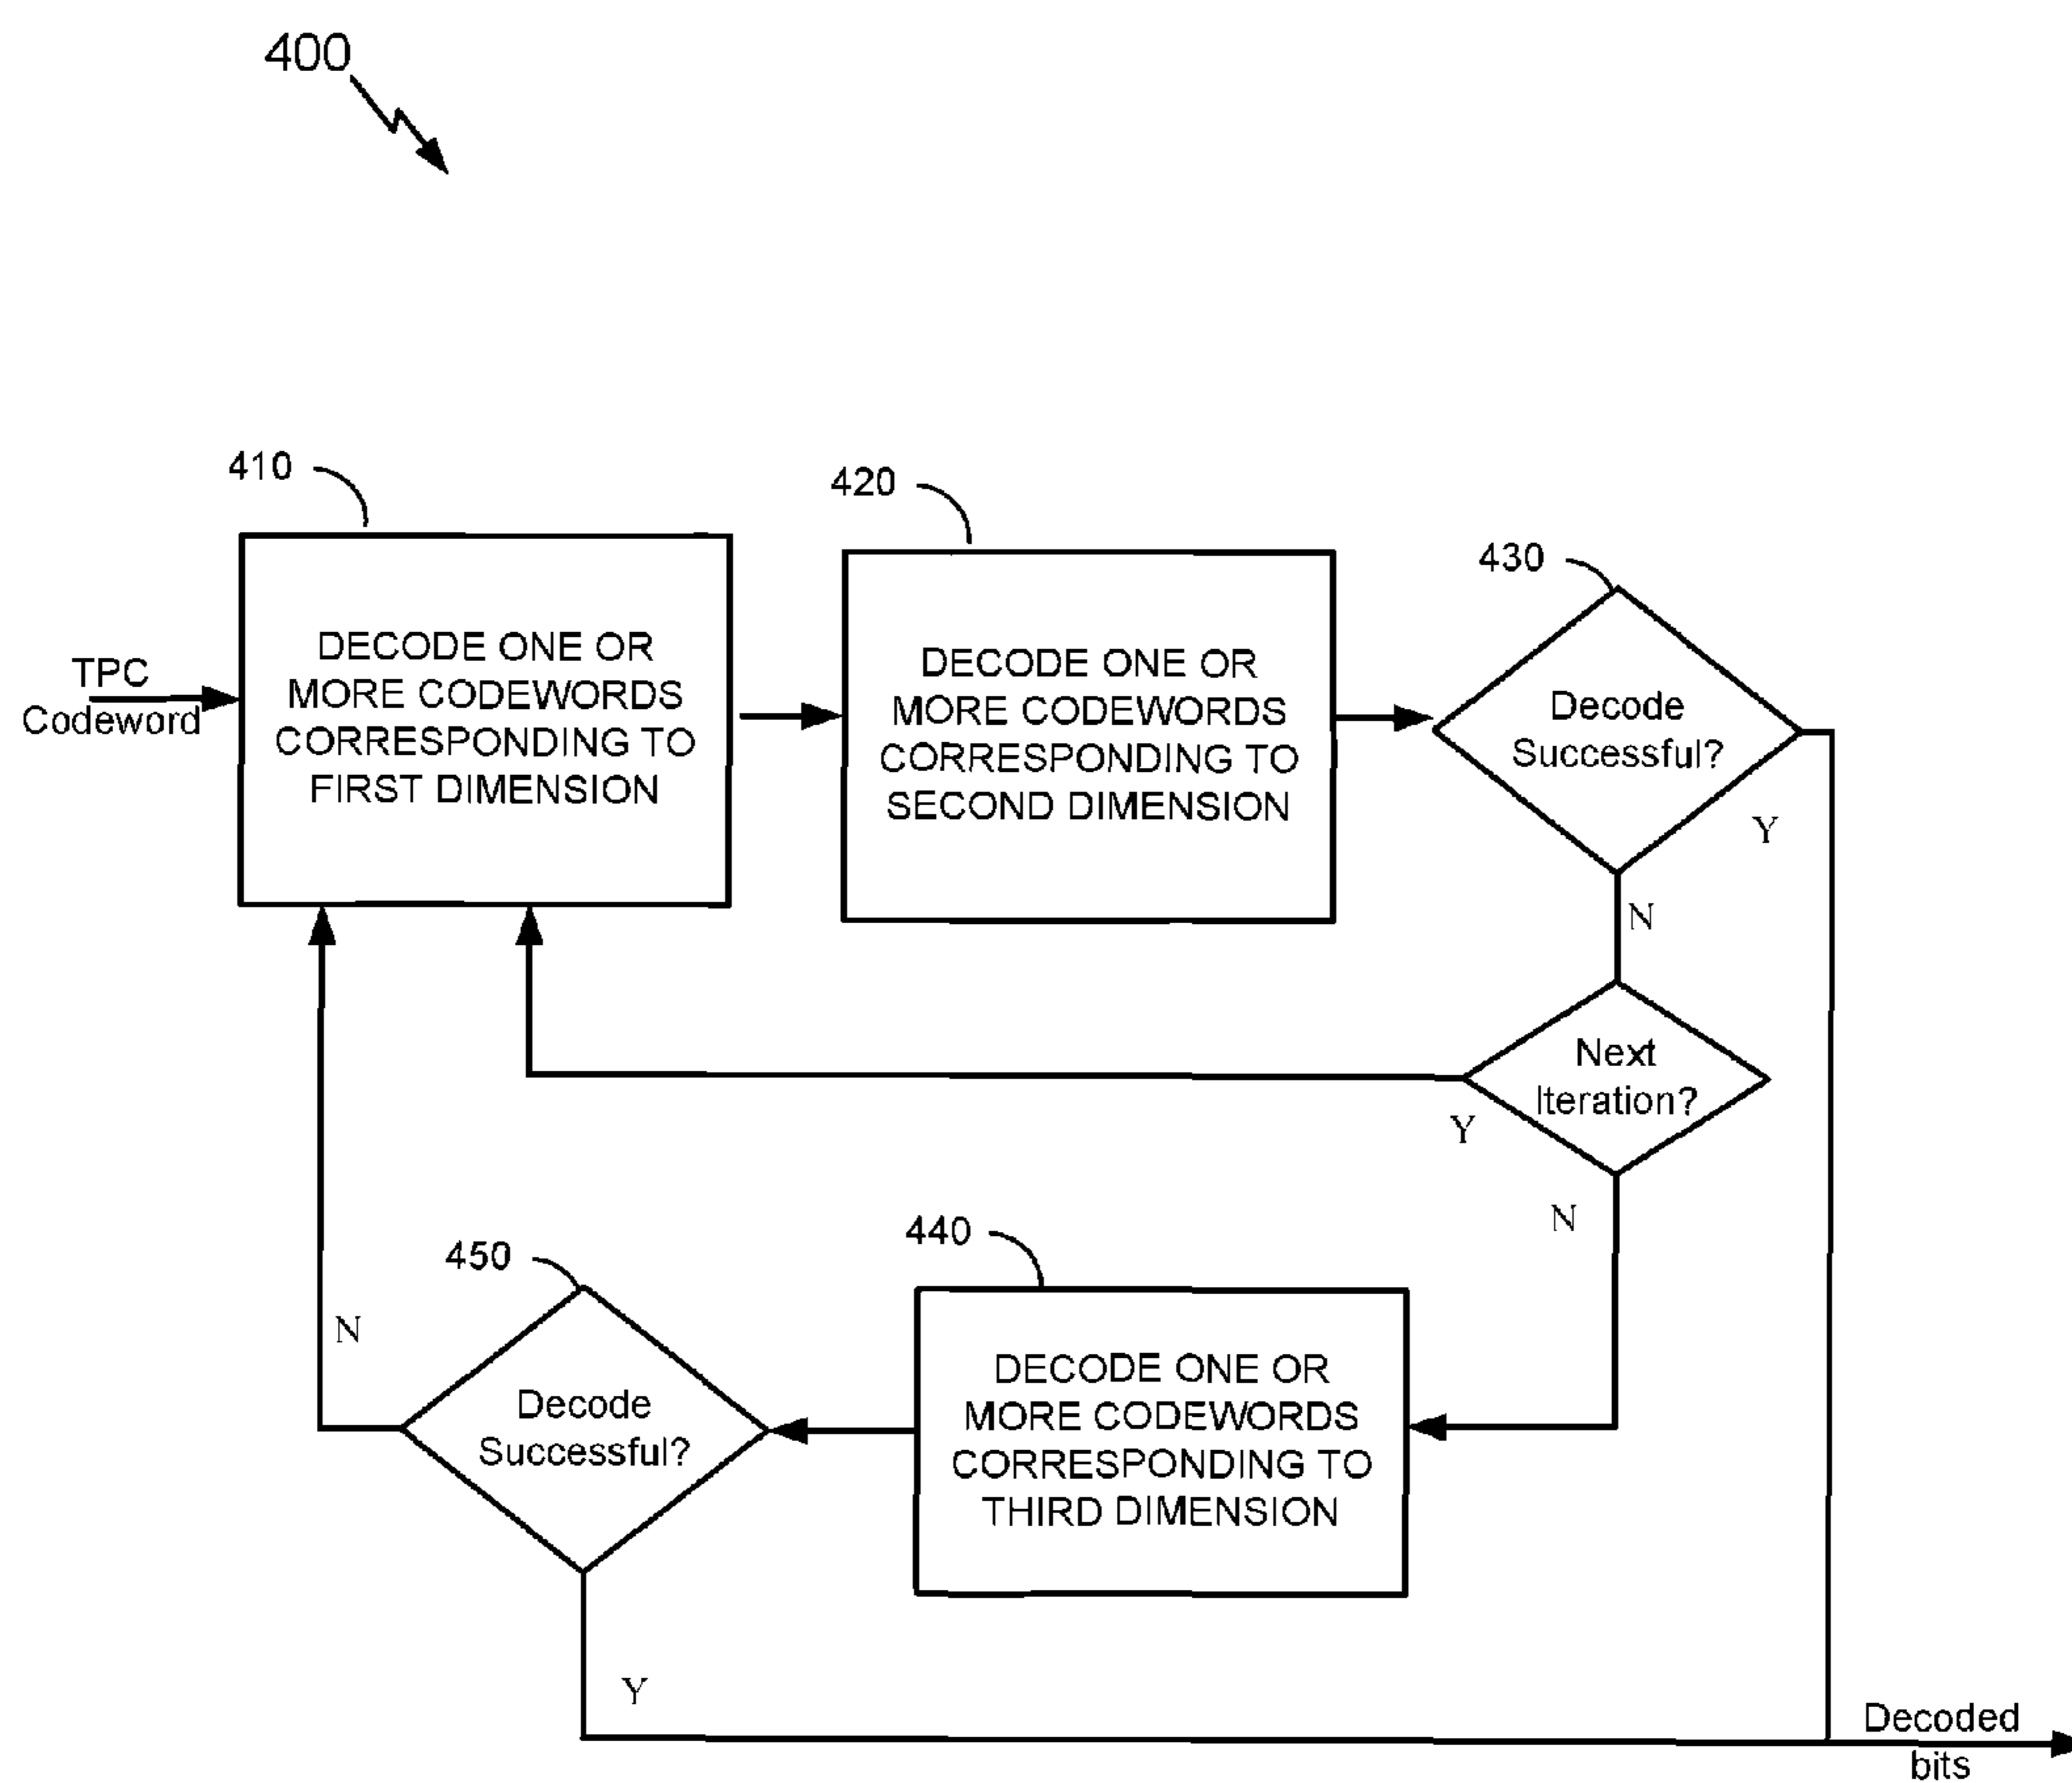 400
410
420
430
TPC
Codeword
DECODE ONE OR
MORE CODEWORDS
CORRESPONDING TO
FIRST DIMENSION
DECODE ONE OR
MORE CODEWORDS
CORRESPONDING TO
SECOND DIMENSION
Decode
Successful?
Y
N
Next
Iteration?
Y
N
440
450
DECODE ONE OR
MORE CODEWORDS
CORRESPONDING TO
THIRD DIMENSION
Decode
Successful?
N
Y
Decoded
bits